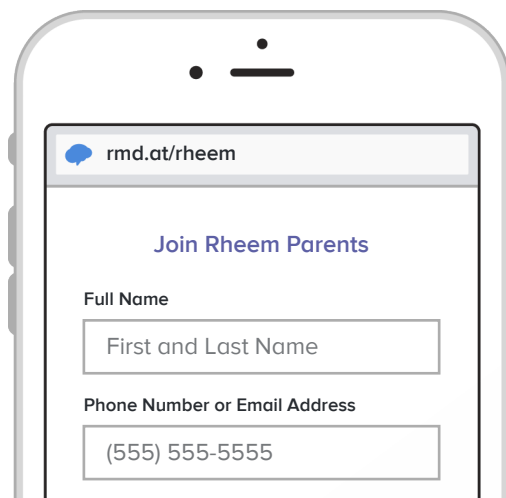 rmd.at/rheem
Join Rheem Parents
Full Name
First and Last Name
Phone Number or Email Address
(555) 555-5555